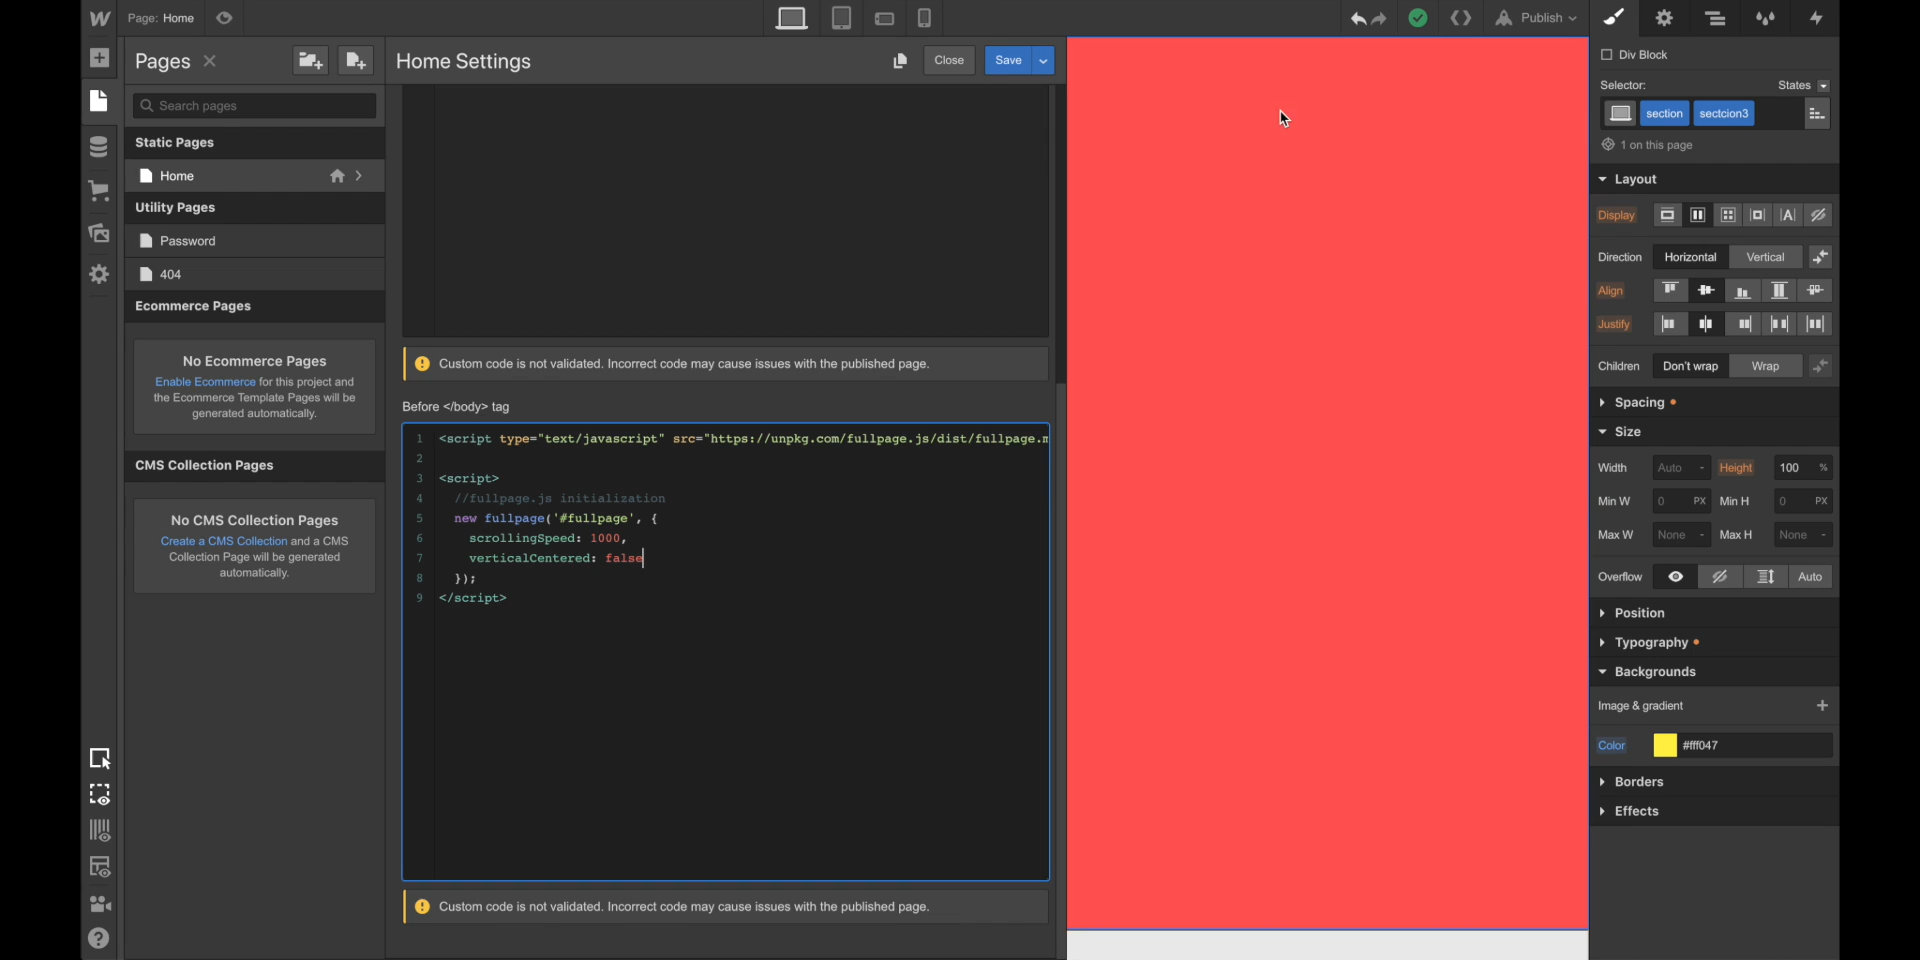 Page: Home
Publish
Pages
Home Settings
Close
Save
Search pages
Static Pages
Home
Utility Pages
Password
404
Ecommerce Pages
No Ecommerce Pages
Enable Ecommerce for this project and
the Ecommerce Template Pages will be
generated automatically.
CMS Collection Pages
No CMS Collection Pages
Create a CMS Collection and a CMS
Collection Page will be generated
automatically.
Custom code is not validated. Incorrect code may cause issues with the published page.
Before </body> tag
1 <script type="text/javascript" src="https://unpkg.com/fullpage.js/dist/fullpage.m
2
3 <script>
4 //fullpage.js initialization
5 new fullpage('#fullpage', {
6 scrollingSpeed: 1000,
7 verticalCentered: false
8 });
9 </script>
Custom code is not validated. Incorrect code may cause issues with the published page.
Div Block
Selector: States
section sectcion3
1 on this page
Layout
Display
Direction Horizontal Vertical
Align
Justify
Children Don't wrap Wrap
Spacing
Size
Width Auto - Height 100 %
Min W 0 PX Min H 0 PX
Max W None - Max H None -
Overflow Auto
Position
Typography
Backgrounds
Image & gradient
Color #fff047
Borders
Effects